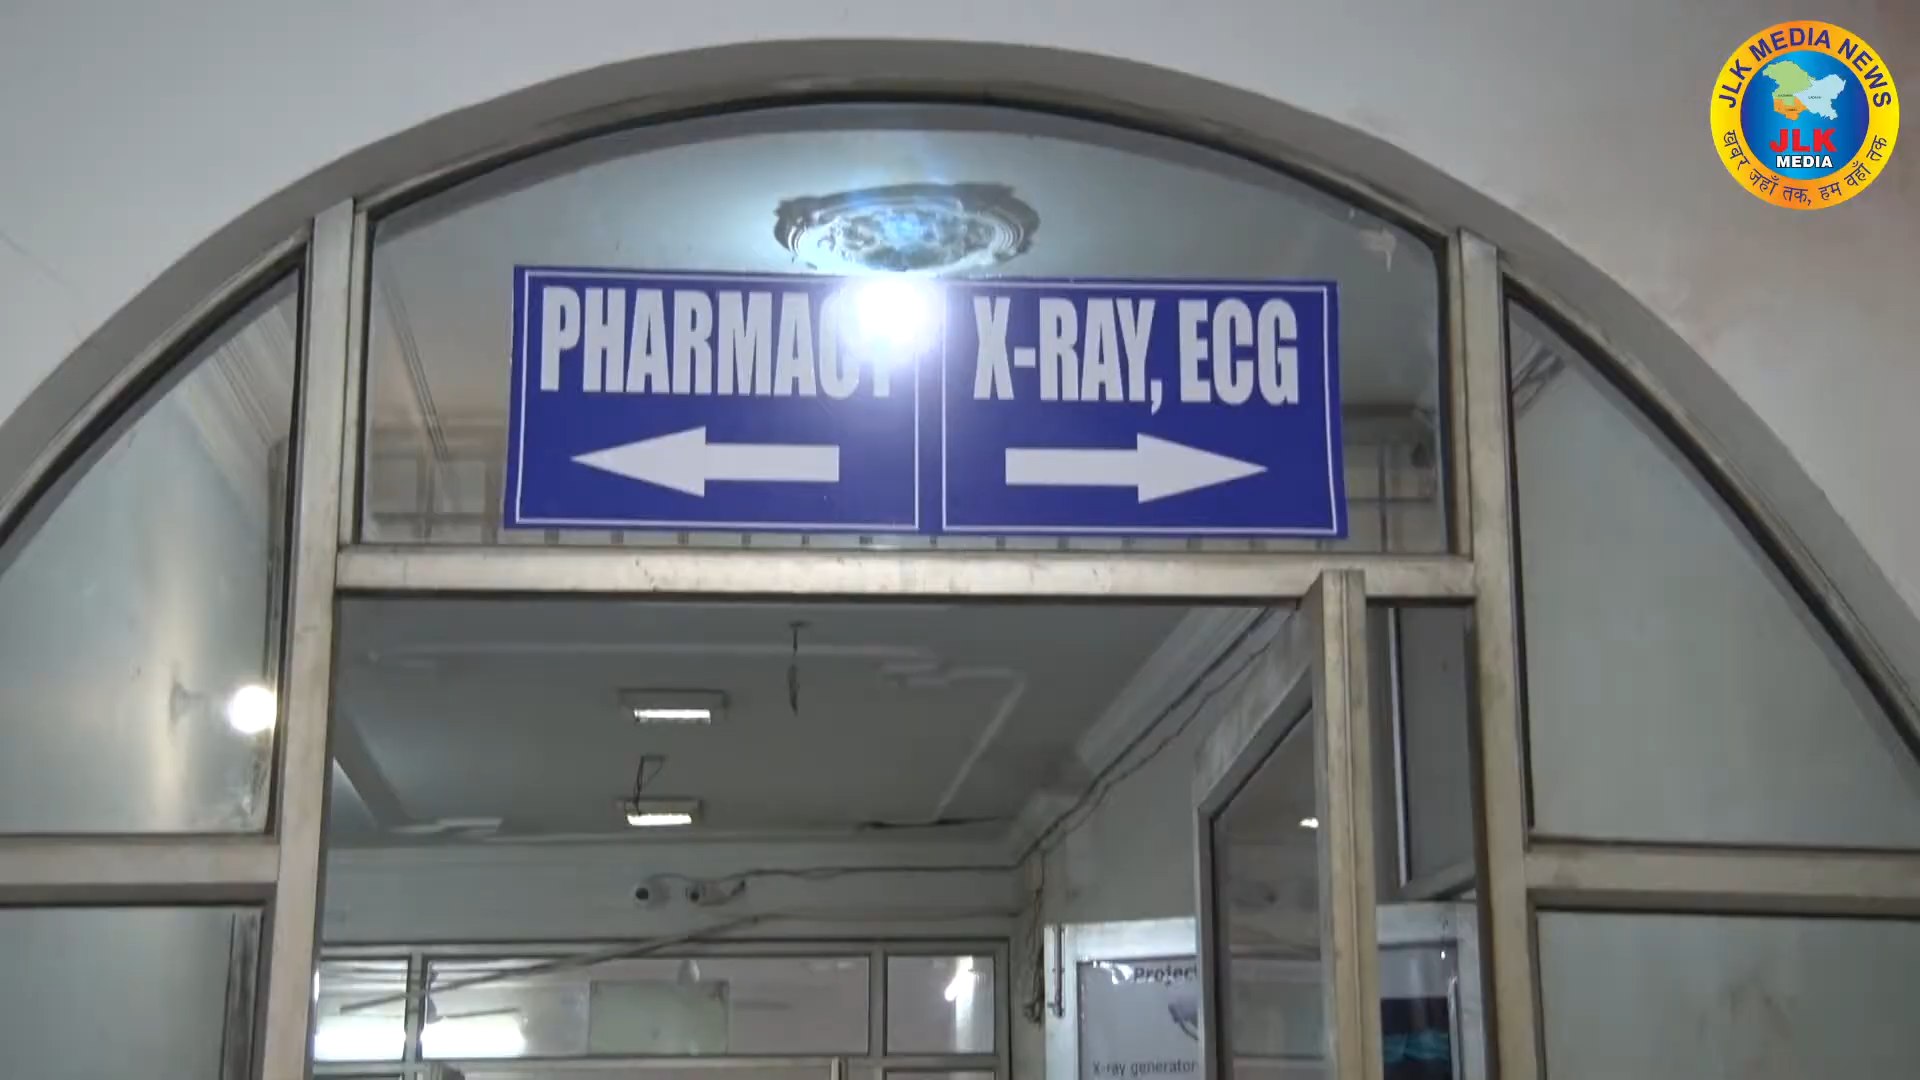 PHARMACY
X-RAY, ECG
JLK MEDIA NEWS
JLK
MEDIA
खबर जहाँ तक, हम वहाँ तक
X-ray generator